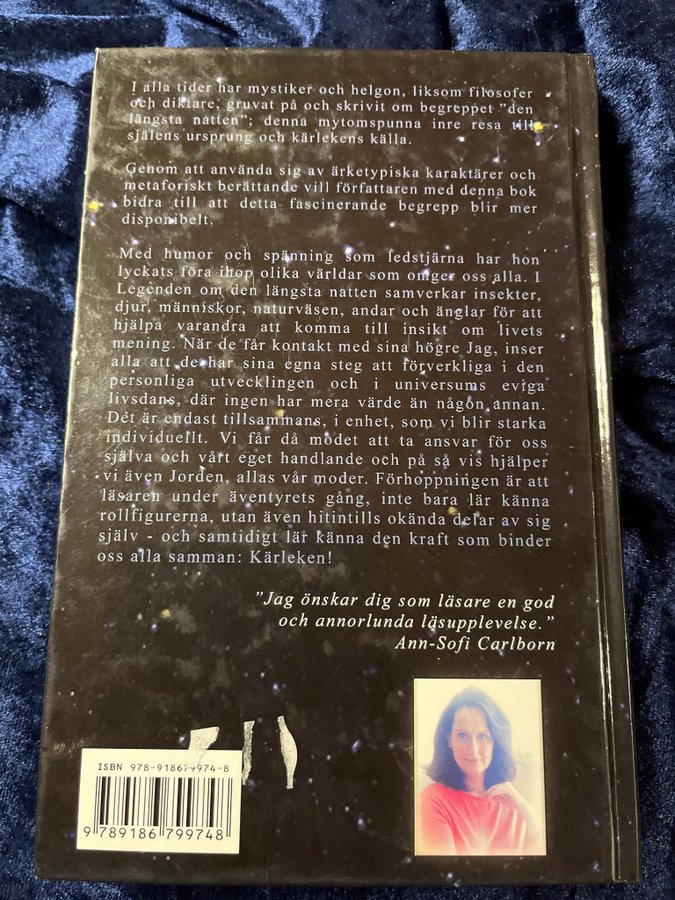 I alla tider har mystiker och helgon, liksom filosofer
och diktare, gruvat på och skrivit om begreppet ”den
längsta natten”; denna mytomspunna inre resa till
själens ursprung och kärlekens källa.
Genom att använda sig av ärketypiska karaktärer och
metaforiskt berättande vill författaren med denna bok
bidra till att detta fascinerande begrepp blir mer
disponibelt.
Med humor och spänning som ledstjärna har hon
lyckats föra ihop olika världar som omger oss alla. I
Legenden om den längsta natten samverkar insekter,
djur, människor, naturväsen, andar och änglar för att
hjälpa varandra att komma till insikt om livets
mening. När de får kontakt med sina högre Jag, inser
alla att de har sina egna steg att förverkliga i den
personliga utvecklingen och i universums eviga
livsdans, där ingen har mera värde än någon annan.
Det är endast tillsammans, i enhet, som vi blir starka
individuellt. Vi får då modet att ta ansvar för oss
själva och vårt eget handlande och på så vis hjälper
vi även Jorden, allas vår moder. Förhoppningen är att
läsaren under äventyrets gång, inte bara lär känna
rollfigurerna, utan även hitintills okända delar av sig
själv - och samtidigt lär känna den kraft som binder
oss alla samman: Kärleken!
”Jag önskar dig som läsare en god
och annorlunda läsupplevelse.”
Ann-Sofi Carlborn
ISBN 978-91867-9974-8
9 789186 799748